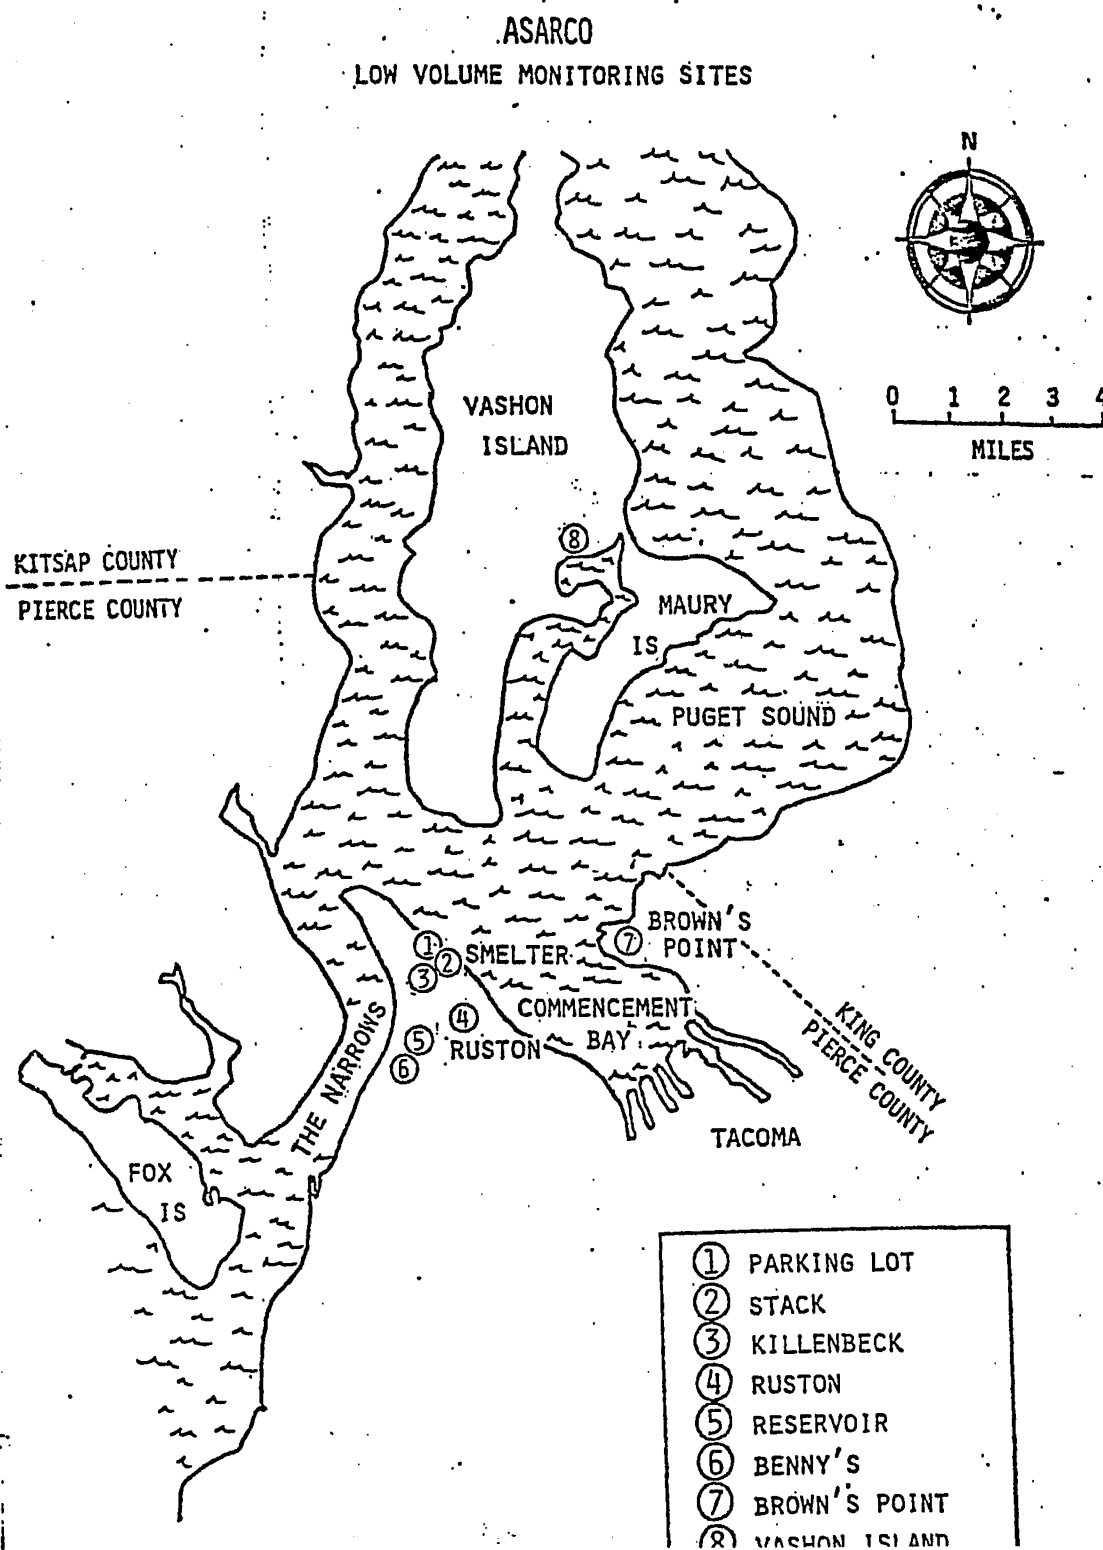 ASARCO
LOW VOLUME MONITORING SITES
N
0 1 2 3 4
MILES
VASHON
ISLAND
8
KITSAP COUNTY
PIERCE COUNTY
MAURY
IS
PUGET SOUND
BROWN'S
POINT
7
1
2
3
SMELTER
COMMENCEMENT
BAY
4
5
6
RUSTON
THE NARROWS
KING COUNTY
PIERCE COUNTY
TACOMA
FOX
IS
1 PARKING LOT
2 STACK
3 KILLENBECK
4 RUSTON
5 RESERVOIR
6 BENNY'S
7 BROWN'S POINT
8 VASHON ISLAND